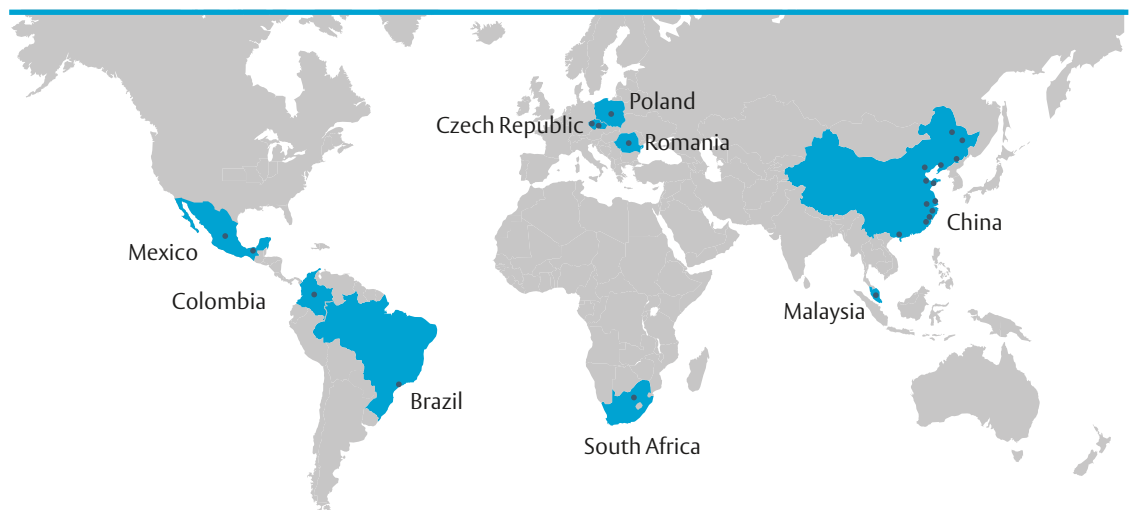 Poland
Czech Republic
Romania
China
Mexico
Colombia
Malaysia
Brazil
South Africa